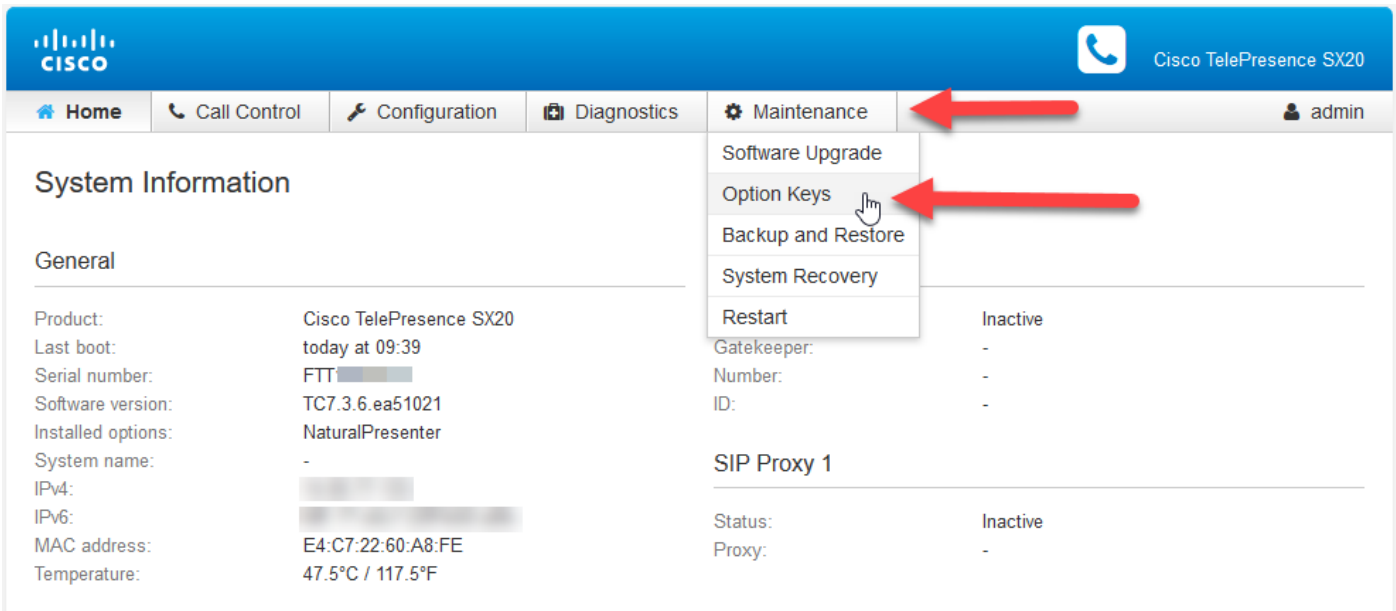 CISCO
Cisco TelePresence SX20
Home Call Control Configuration Diagnostics Maintenance admin
Software Upgrade
Option Keys
Backup and Restore
System Recovery
Restart
System Information
General
Product: Cisco TelePresence SX20
Last boot: today at 09:39
Serial number: FTT
Software version: TC7.3.6.ea51021
Installed options: NaturalPresenter
System name: -
IPv4:
IPv6:
MAC address: E4:C7:22:60:A8:FE
Temperature: 47.5°C / 117.5°F
Inactive
Gatekeeper: -
Number: -
ID: -
SIP Proxy 1
Status: Inactive
Proxy: -